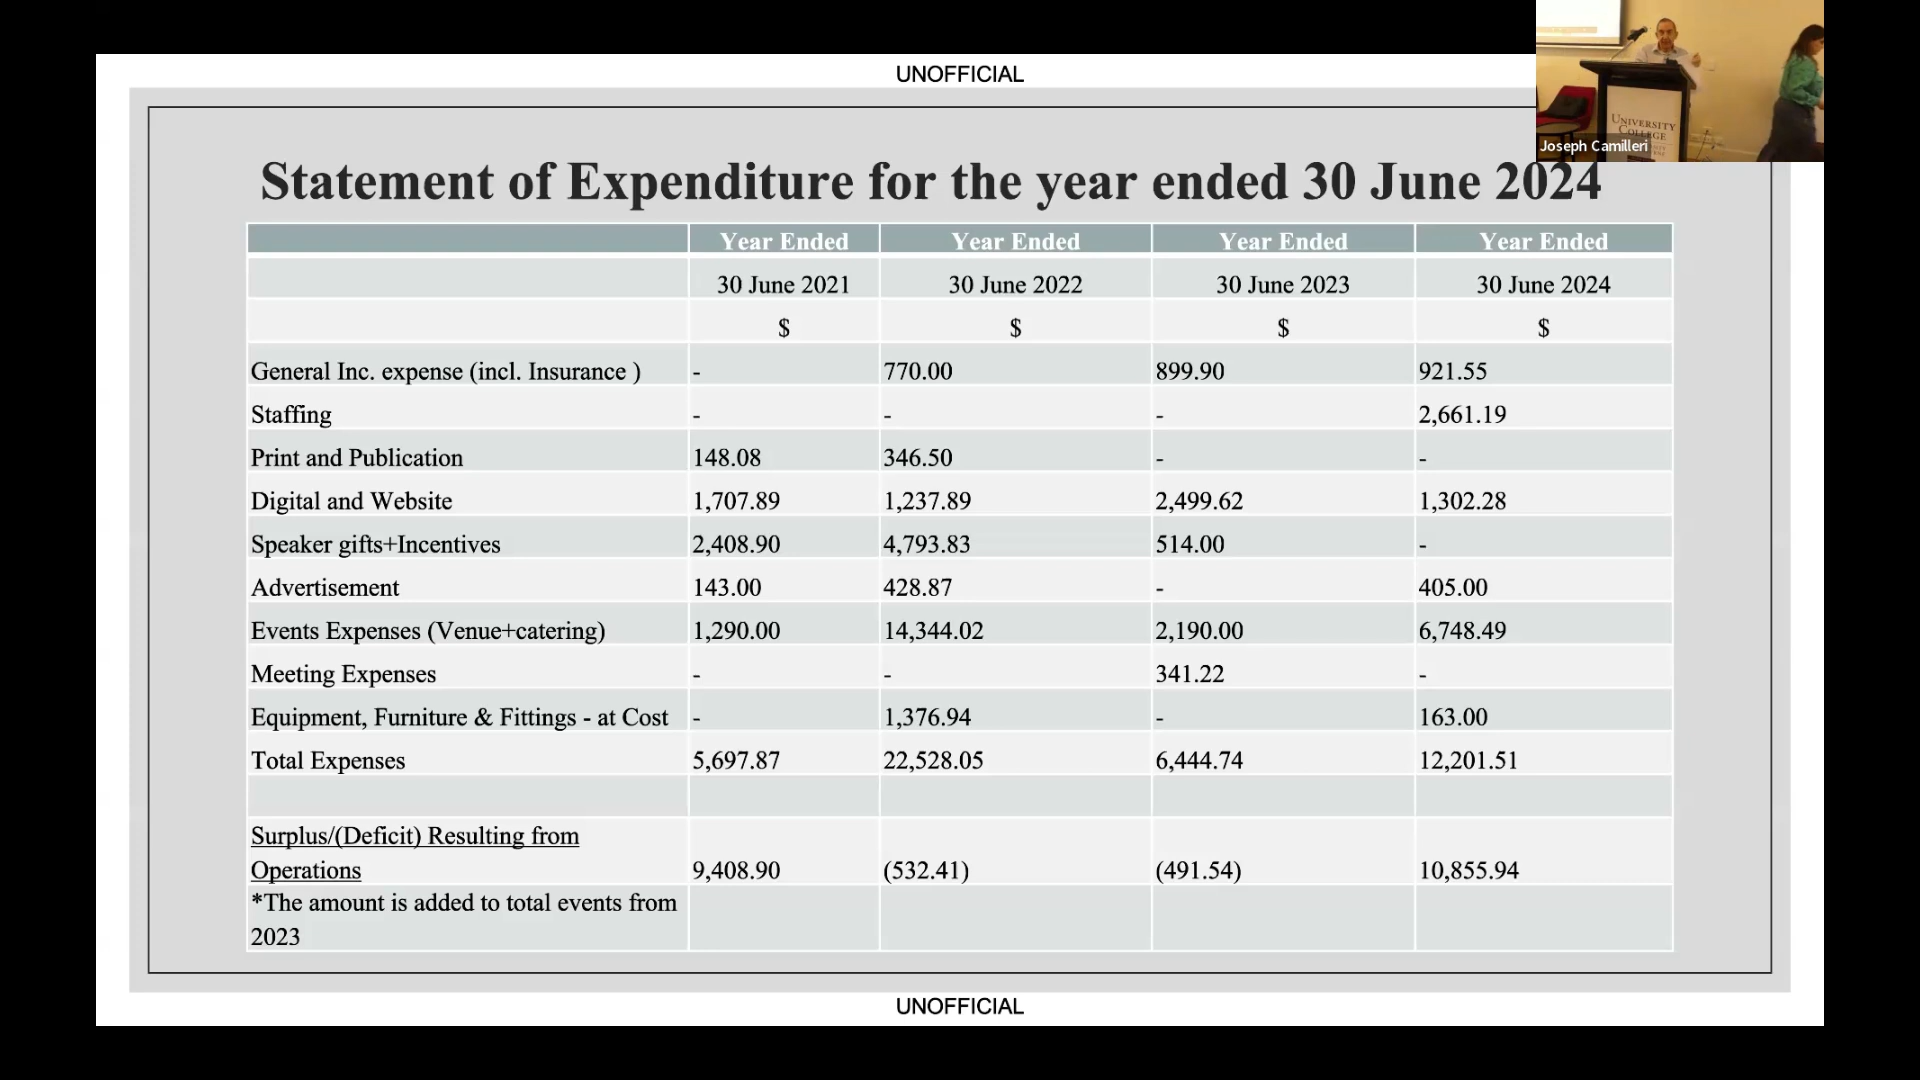 UNOFFICIAL
UNIVERSITY
COLLEGE
Joseph Camilleri
Statement of Expenditure for the year ended 30 June 2024
Year Ended Year Ended Year Ended Year Ended
30 June 2021 30 June 2022 30 June 2023 30 June 2024
$ $ $ $
General Inc. expense (incl. Insurance ) - 770.00 899.90 921.55
Staffing - - - 2,661.19
Print and Publication 148.08 346.50 - -
Digital and Website 1,707.89 1,237.89 2,499.62 1,302.28
Speaker gifts+Incentives 2,408.90 4,793.83 514.00 -
Advertisement 143.00 428.87 - 405.00
Events Expenses (Venue+catering) 1,290.00 14,344.02 2,190.00 6,748.49
Meeting Expenses - - 341.22 -
Equipment, Furniture & Fittings - at Cost - 1,376.94 - 163.00
Total Expenses 5,697.87 22,528.05 6,444.74 12,201.51
Surplus/(Deficit) Resulting from
Operations 9,408.90 (532.41) (491.54) 10,855.94
*The amount is added to total events from
2023
UNOFFICIAL